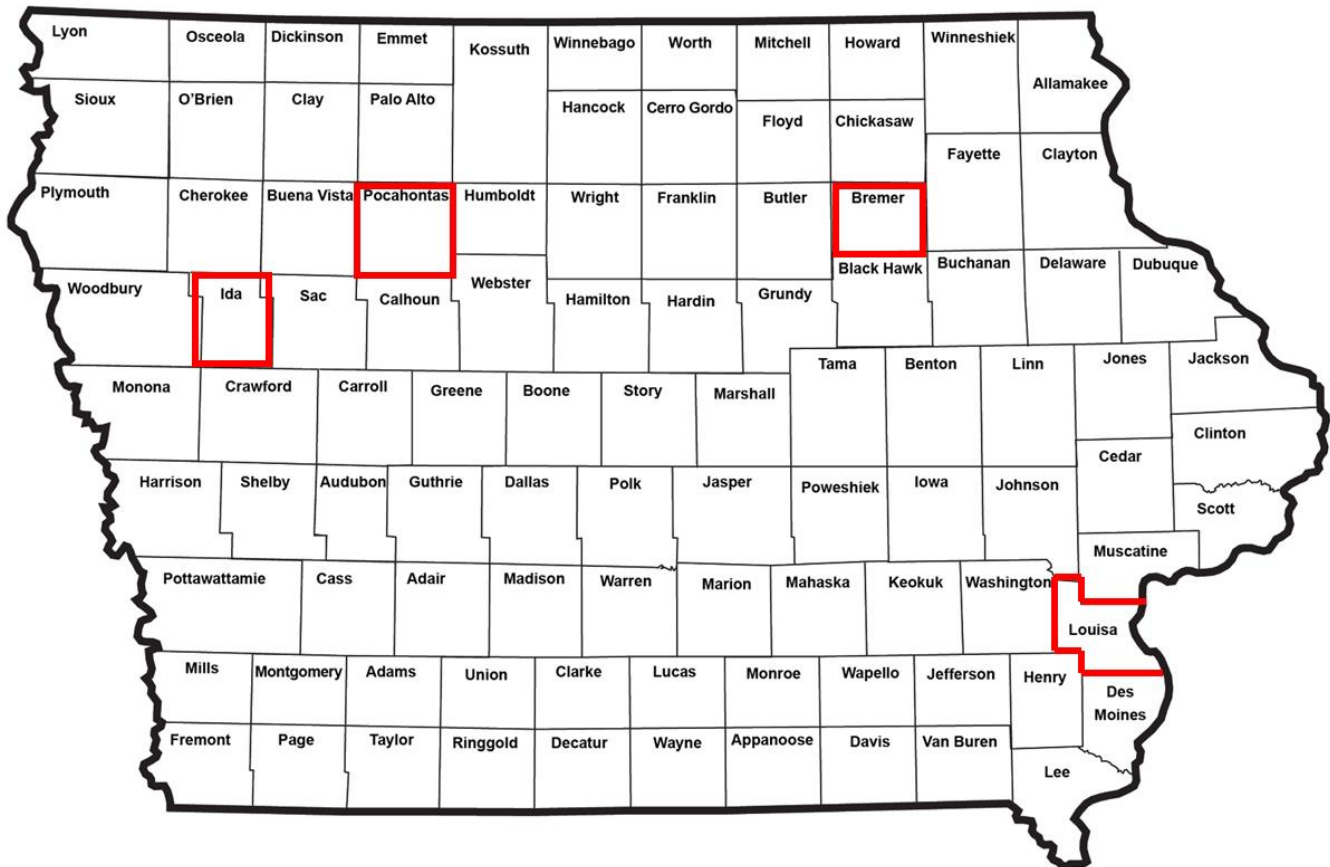 Lyon
Osceola
Dickinson
Emmet
Kossuth
Winnebago
Worth
Mitchell
Howard
Winneshiek
Allamakee
Sioux
O'Brien
Clay
Palo Alto
Hancock
Cerro Gordo
Floyd
Chickasaw
Fayette
Clayton
Plymouth
Cherokee
Buena Vista
Pocahontas
Humboldt
Wright
Franklin
Butler
Bremer
Woodbury
Ida
Sac
Calhoun
Webster
Hamilton
Hardin
Grundy
Black Hawk
Buchanan
Delaware
Dubuque
Monona
Crawford
Carroll
Greene
Boone
Story
Marshall
Tama
Benton
Linn
Jones
Jackson
Clinton
Cedar
Harrison
Shelby
Audubon
Guthrie
Dallas
Polk
Jasper
Poweshiek
Iowa
Johnson
Scott
Muscatine
Pottawattamie
Cass
Adair
Madison
Warren
Marion
Mahaska
Keokuk
Washington
Louisa
Mills
Montgomery
Adams
Union
Clarke
Lucas
Monroe
Wapello
Jefferson
Henry
Des
Moines
Fremont
Page
Taylor
Ringgold
Decatur
Wayne
Appanoose
Davis
Van Buren
Lee